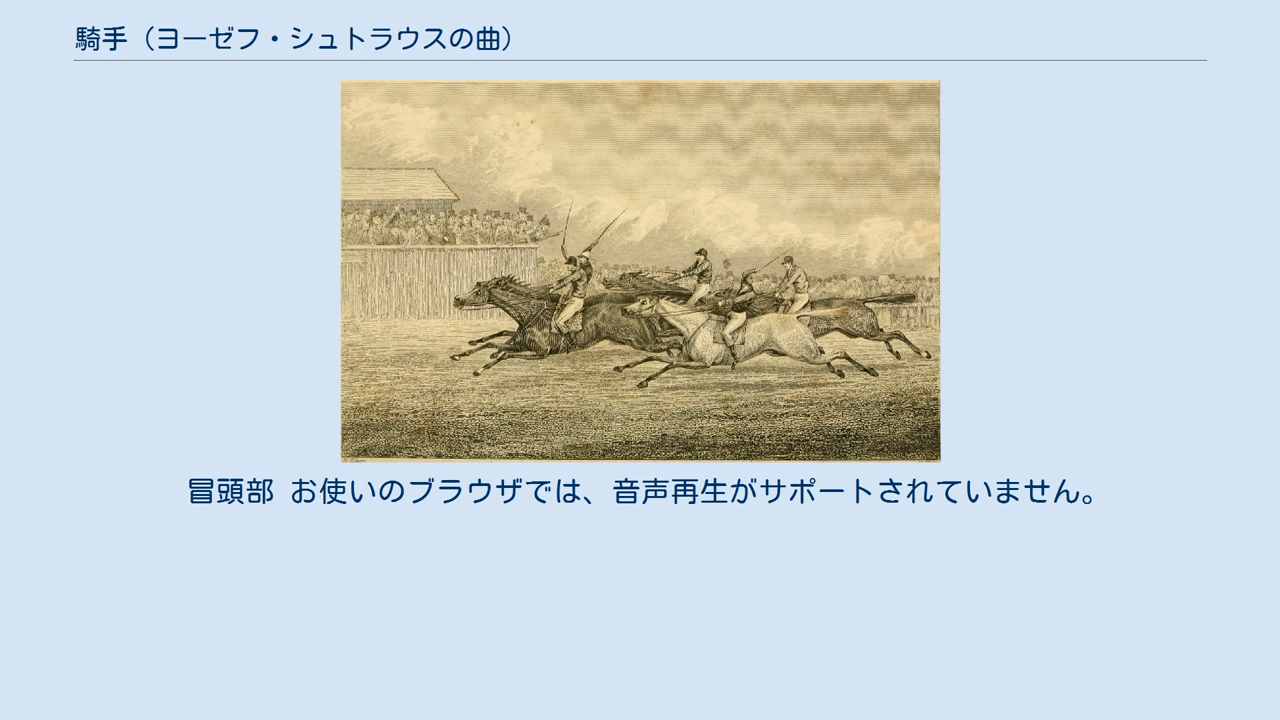 騎手（ヨーゼフ・シュトラウスの曲）
冒頭部 お使いのブラウザでは、音声再生がサポートされていません。